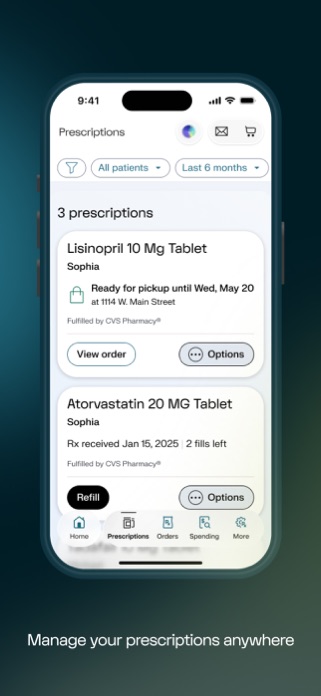 9:41
Prescriptions
All patients
Last 6 months
3 prescriptions
Lisinopril 10 Mg Tablet
Sophia
Ready for pickup until Wed, May 20
at 1114 W. Main Street
Fulfilled by CVS Pharmacy®
View order
Options
Atorvastatin 20 MG Tablet
Sophia
Rx received Jan 15, 2025 | 2 fills left
Fulfilled by CVS Pharmacy®
Refill
Options
Home
Prescriptions
Orders
Spending
More
Manage your prescriptions anywhere